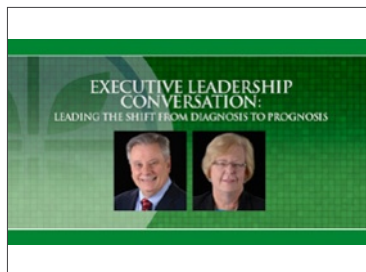 EXECUTIVE LEADERSHIP
CONVERSATION:
LEADING THE SHIFT FROM DIAGNOSIS TO PROGNOSIS